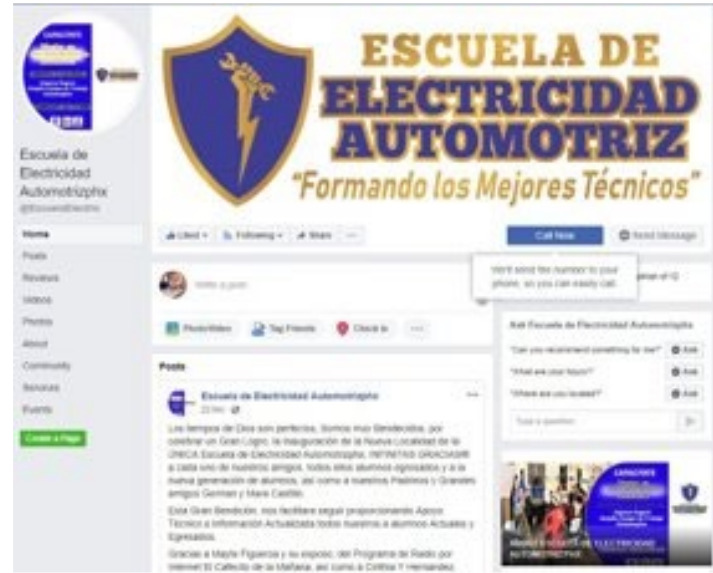 ESCUELA DE
ELECTRICIDAD
AUTOMOTRIZ
"Formando los Mejores Técnicos"
CAPACITATE
Escuela de
Electricidad
Automotrizphx
Home
Posts
Reviews
Videos
Photos
About
Community
Services
Events
Create a Page
Liked
Following
Share
Call Now
Send Message
We'll send the number to your
phone, so you can easily call.
Write a post...
Photo/Video
Tag Friends
Check in
Posts
Escuela de Electricidad Automotrizphx
Los tiempos de Dios son perfectos, Somos muy Bendecidos, por
celebrar un Gran Logro, la Inauguración de la Nueva Localidad de la
ÚNICA Escuela de Electricidad Automotrizphx, INFINITAS GRACIAS!!!
a cada uno de nuestros amigos, todos ellos alumnos egresados y a la
nueva generación de alumnos, así como a nuestros Padrinos y Grandes
amigos German y Mara Castillo.
Esta Gran Bendición, nos facilitara seguir proporcionando Apoyo
Técnico e Información Actualizada todos nuestros a alumnos Actuales y
Egresados.
Gracias a Mayte Figueroa y su esposo, del Programa de Radio por
Internet El Cafecito de la Mañana, así como a Cinthia Y Hernandez
Ask Escuela de Electricidad Automotrizphx
"Can you recommend something for me?"
Ask
"What are your hours?"
Ask
"Where are you located?"
Ask
Type a question
CAPACITATE
ESCUELA DE ELECTRICIDAD
AUTOMOTRIZPHX